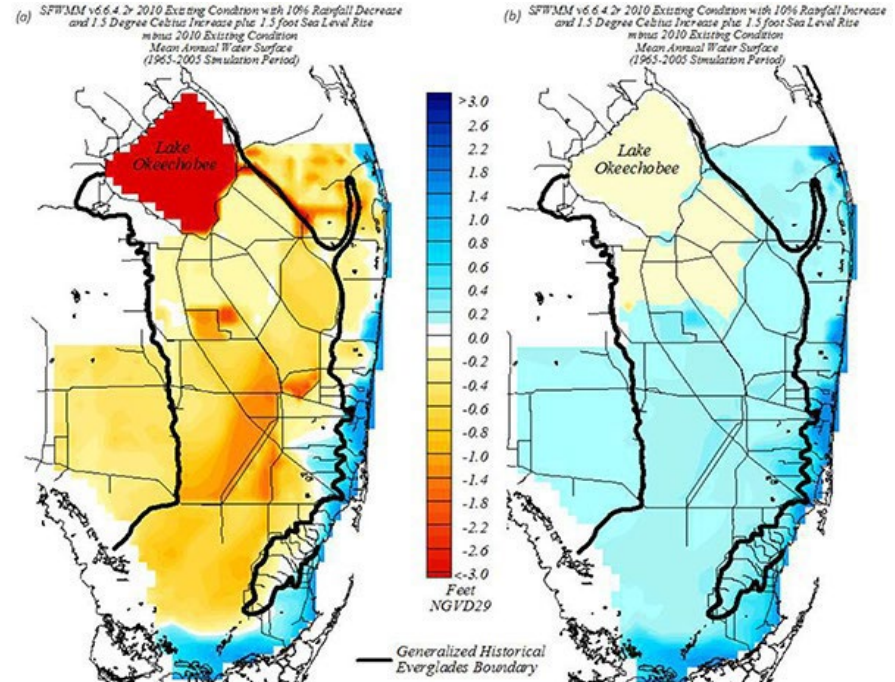 (a) SFWMM v6.6.4.2r 2010 Existing Condition with 10% Rainfall Decrease
and 1.5 Degree Celsius Increase plus 1.5 foot Sea Level Rise
minus 2010 Existing Condition
Mean Annual Water Surface
(1965-2005 Simulation Period)
(b) SFWMM v6.6.4.2r 2010 Existing Condition with 10% Rainfall Increase
and 1.5 Degree Celbius Increase plus 1.5 foot Sea Level Rise
minus 2010 Existing Condition
Mean Annual Water Surface
(1965-2005 Simulation Period)
Lake
Okeechobee
>3.0
2.6
2.2
1.8
1.4
1.0
0.8
0.6
0.4
0.2
0.0
-0.2
-0.4
-0.6
-0.8
-1.0
-1.4
-1.8
-2.2
-2.6
<-3.0
Feet
NGVD29
Lake
Okeechobee
Generalized Historical
Everglades Boundary